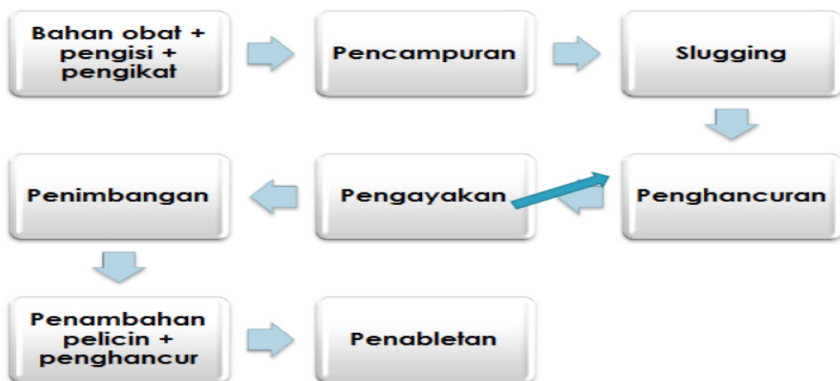 Bahan obat +
pengisi +
pengikat
Pencampuran
Slugging
Penghancuran
Pengayakan
Penimbangan
Penambahan
pelicin +
penghancur
Penabletan